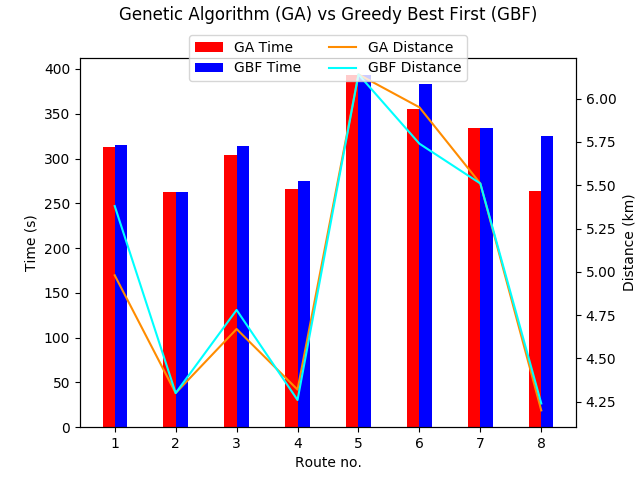 Genetic Algorithm (GA) vs Greedy Best First (GBF)
GA Time
GBF Time
GA Distance
GBF Distance
Time (s)
400
350
300
250
200
150
100
50
0
6.00
5.75
5.50
5.25
5.00
4.75
4.50
4.25
Distance (km)
1 2 3 4 5 6 7 8
Route no.